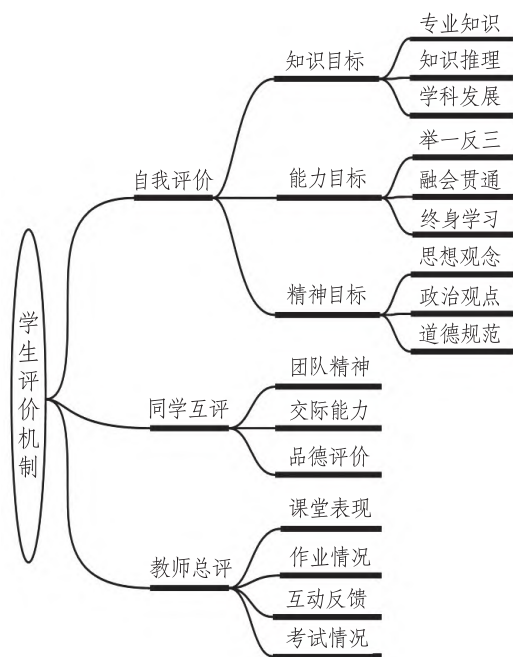 学生评价机制
自我评价
知识目标
专业知识
知识推理
学科发展
能力目标
举一反三
融会贯通
终身学习
精神目标
思想观念
政治观点
道德规范
同学互评
团队精神
交际能力
品德评价
教师总评
课堂表现
作业情况
互动反馈
考试情况